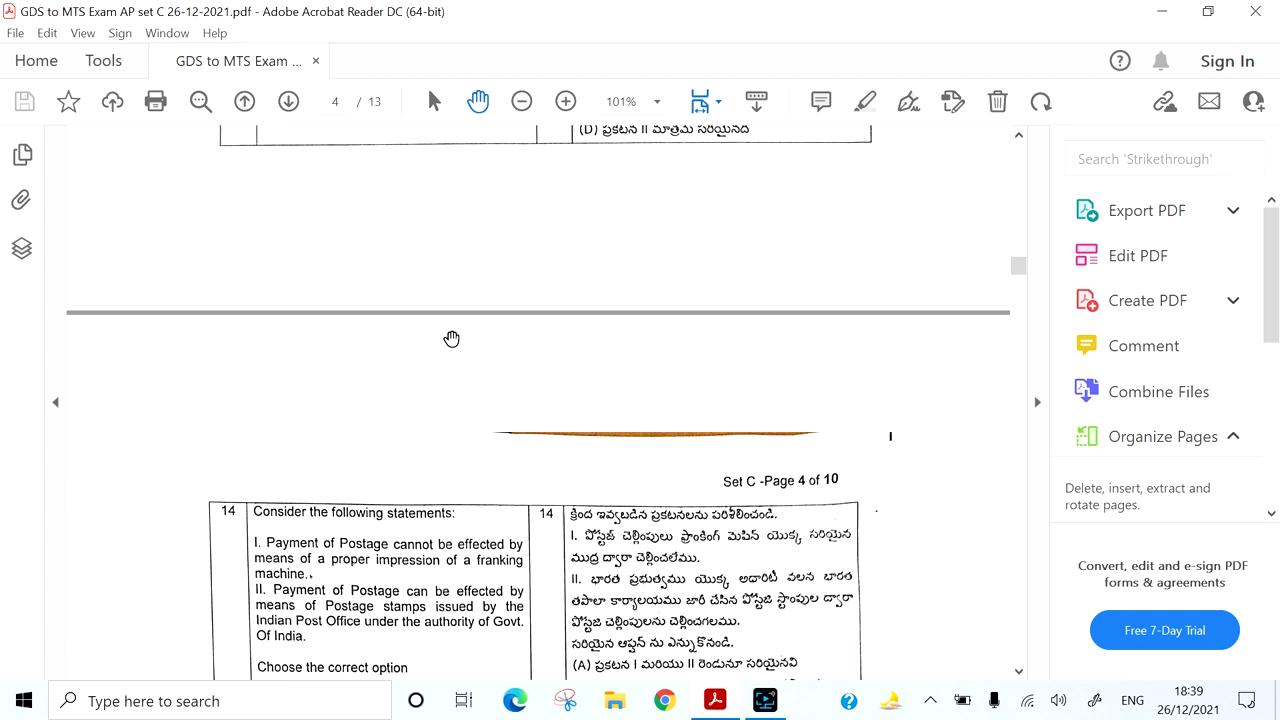 GDS to MTS Exam AP set C 26-12-2021.pdf - Adobe Acrobat Reader DC (64-bit)
File Edit View Sign Window Help
Home Tools GDS to MTS Exam ... × Sign In
4 / 13 101%
(D) ప్రకటన II మాత్రమే సరియైనది
Set C -Page 4 of 10
14 Consider the following statements:
I. Payment of Postage cannot be effected by
means of a proper impression of a franking
machine.
II. Payment of Postage can be effected by
means of Postage stamps issued by the
Indian Post Office under the authority of Govt.
Of India.
Choose the correct option
14 క్రింద ఇవ్వబడిన ప్రకటనలను పరిశీలించండి.
I. పోస్టేజ్ చెల్లింపులు ఫ్రాంకింగ్ మెషిన్ యొక్క సరియైన
ముద్ర ద్వారా చెల్లించలేము.
II. భారత ప్రభుత్వము యొక్క అథారిటీ వలన భారత
తపాలా కార్యాలయము జారీ చేసిన పోస్టేజి స్టాంపుల ద్వారా
పోస్టేజి చెల్లింపులను చెల్లించగలము.
సరియైన ఆప్షన్ ను ఎన్నుకొనండి.
(A) ప్రకటన I మరియు II రెండునూ సరియైనవి
Search 'Strikethrough'
Export PDF
Edit PDF
Create PDF
Comment
Combine Files
Organize Pages
Delete, insert, extract and
rotate pages.
Convert, edit and e-sign PDF
forms & agreements
Free 7-Day Trial
Type here to search
ENG
18:39
26/12/2021